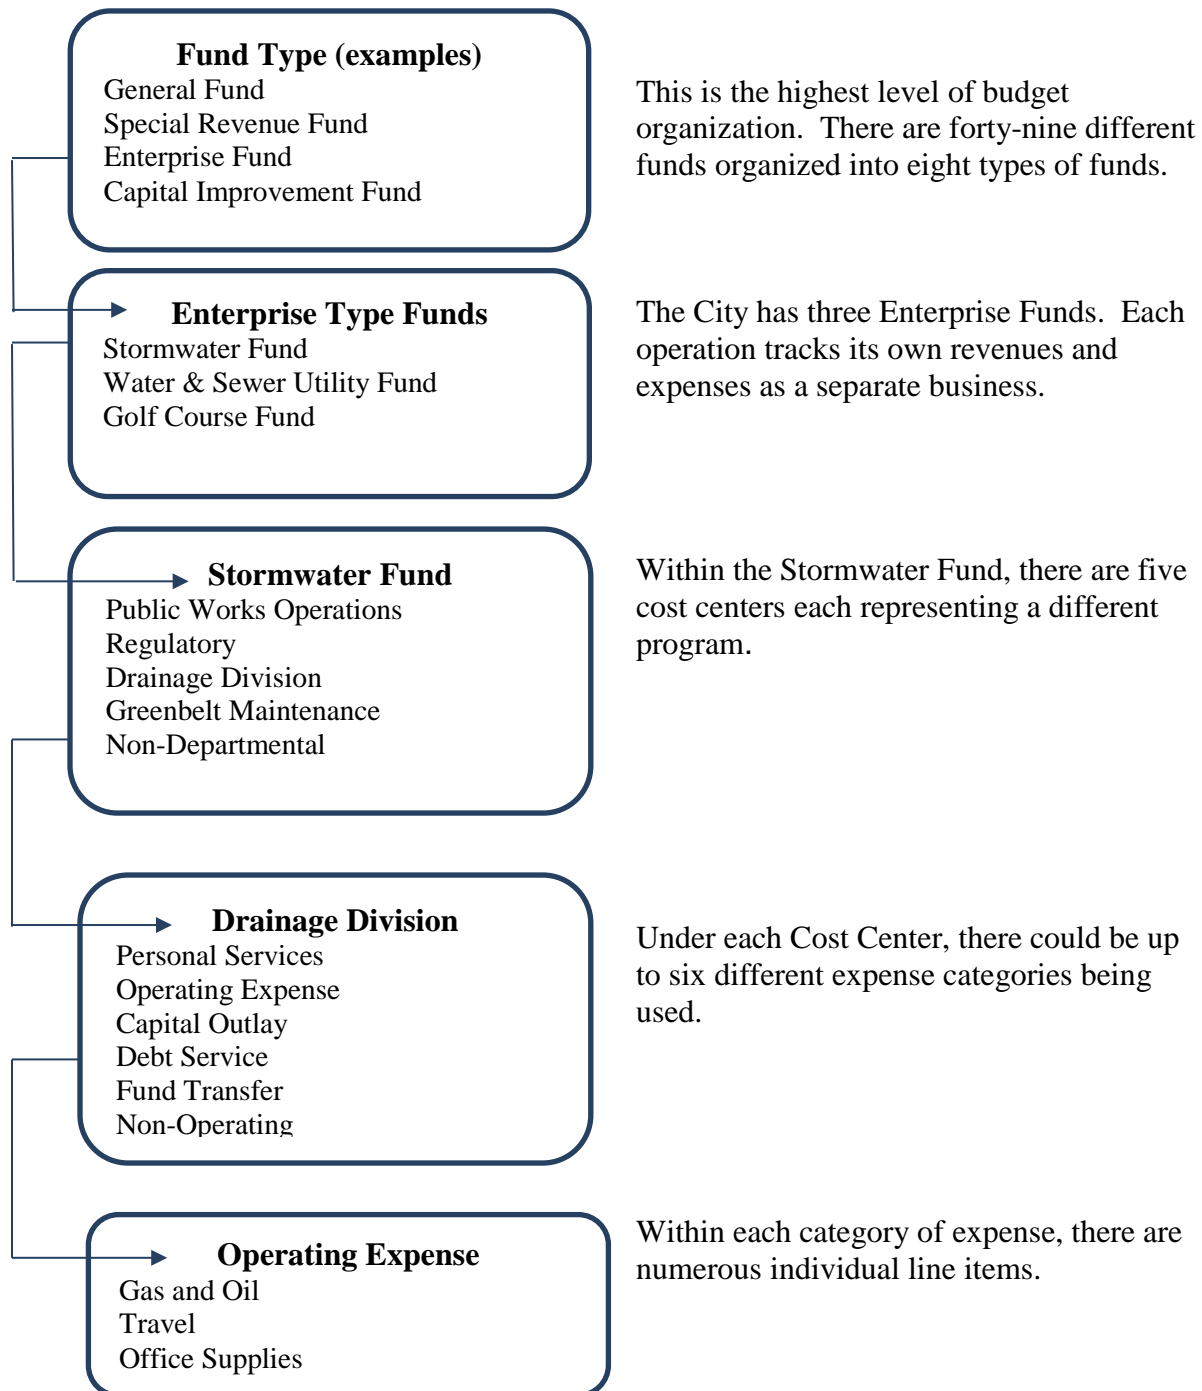 Fund Type (examples)
General Fund
Special Revenue Fund
Enterprise Fund
Capital Improvement Fund
This is the highest level of budget
organization.  There are forty-nine different
funds organized into eight types of funds.
Enterprise Type Funds
Stormwater Fund
Water & Sewer Utility Fund
Golf Course Fund
The City has three Enterprise Funds.  Each
operation tracks its own revenues and
expenses as a separate business.
Stormwater Fund
Public Works Operations
Regulatory
Drainage Division
Greenbelt Maintenance
Non-Departmental
Within the Stormwater Fund, there are five
cost centers each representing a different
program.
Drainage Division
Personal Services
Operating Expense
Capital Outlay
Debt Service
Fund Transfer
Non-Operating
Under each Cost Center, there could be up
to six different expense categories being
used.
Operating Expense
Gas and Oil
Travel
Office Supplies
Within each category of expense, there are
numerous individual line items.